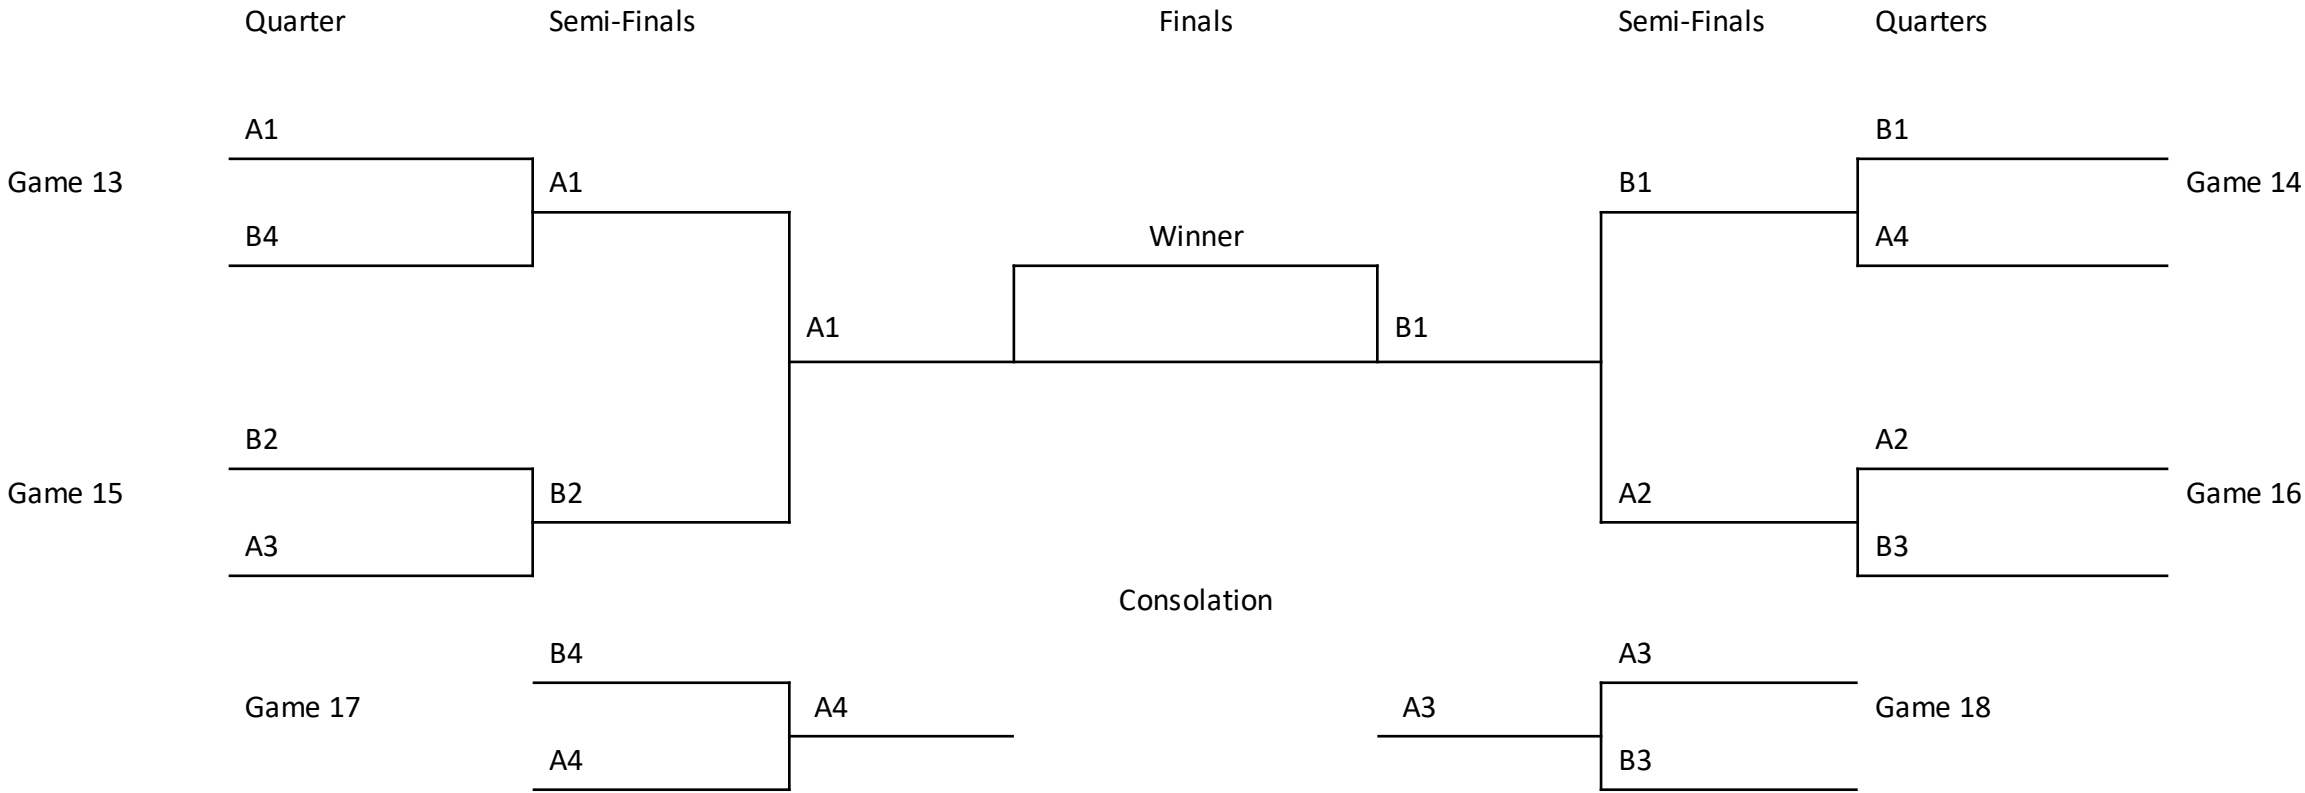 Quarter Semi-Finals Finals Semi-Finals Quarters
A1 B1
Game 13 A1 B1 Game 14
B4 Winner A4
A1 B1
B2 A2
Game 15 B2 A2 Game 16
A3 B3
Consolation
B4 A3
Game 17 A4 A3 Game 18
A4 B3